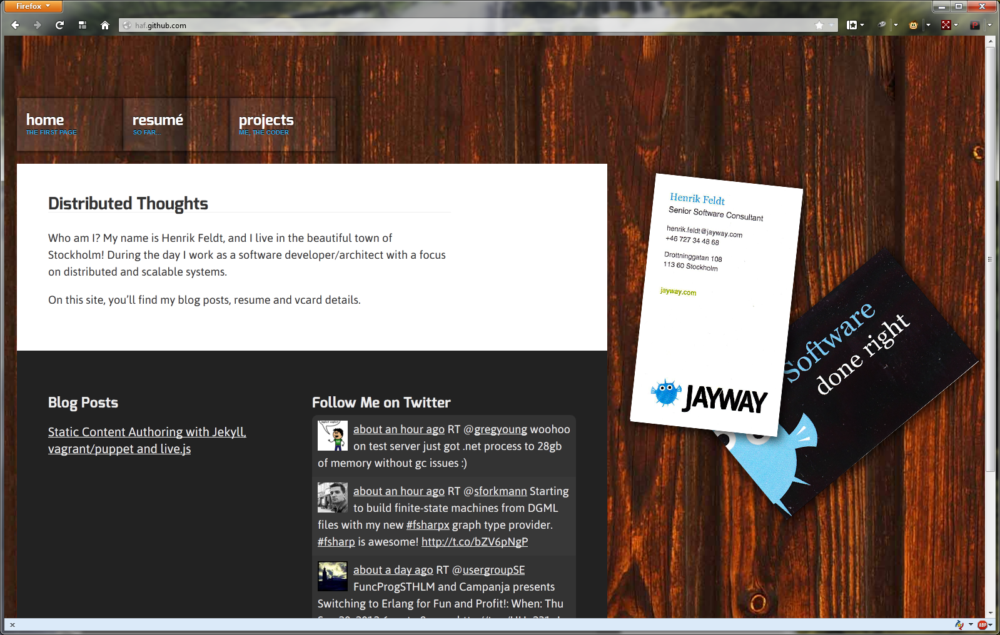 Firefox
haf.github.com
home
THE FIRST PAGE
resumé
SO FAR...
projects
ME, THE CODER
Distributed Thoughts
Who am I? My name is Henrik Feldt, and I live in the beautiful town of
Stockholm! During the day I work as a software developer/architect with a focus
on distributed and scalable systems.
On this site, you'll find my blog posts, resume and vcard details.
Henrik Feldt
Senior Software Consultant
henrik.feldt@jayway.com
+46 727 34 48 68
Drottninggatan 108
113 60 Stockholm
jayway.com
JAYWAY
Software
done right
Blog Posts
Static Content Authoring with Jekyll,
vagrant/puppet and live.js
Follow Me on Twitter
about an hour ago RT @gregyoung woohoo
on test server just got .net process to 28gb
of memory without gc issues :)
about an hour ago RT @sforkmann Starting
to build finite-state machines from DGML
files with my new #fsharpx graph type provider.
#fsharp is awesome! http://t.co/bZV6pNgP
about a day ago RT @usergroupSE
FuncProgSTHLM and Campanja presents
Switching to Erlang for Fun and Profit!: When: Thu
ABP